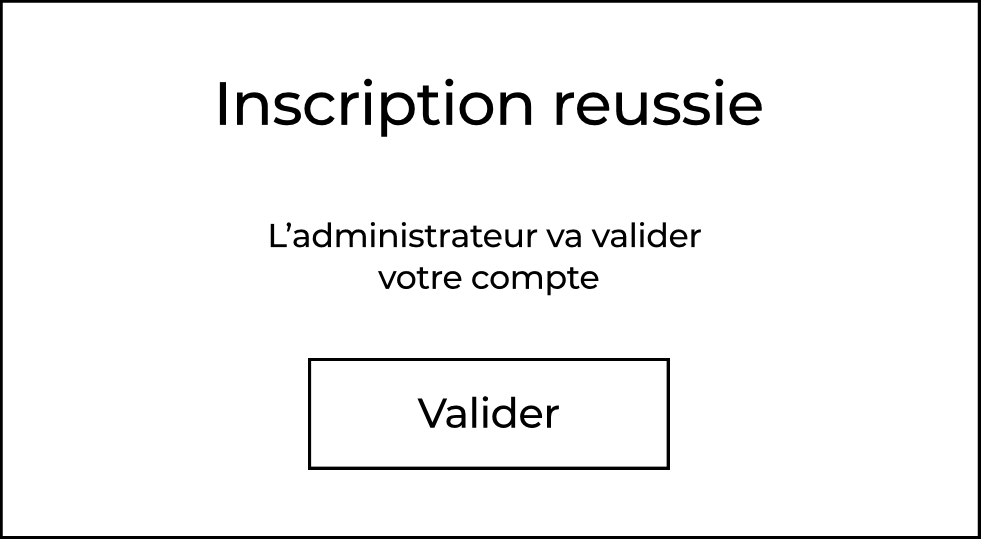 Inscription reussie
L’administrateur va valider
votre compte
Valider